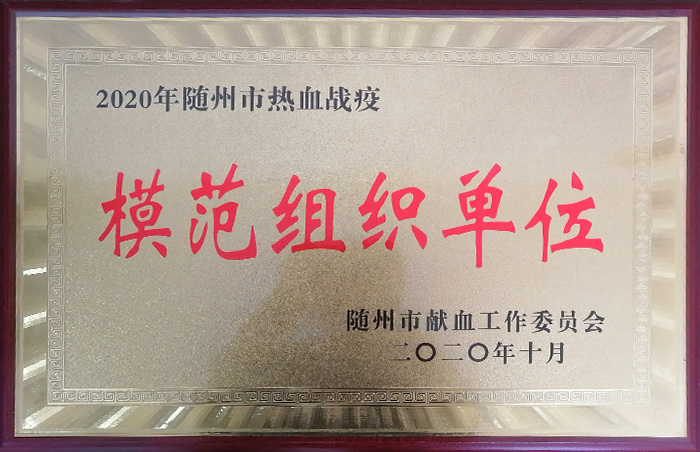 2020年随州市热血战疫
模范组织单位
随州市献血工作委员会
二〇二〇年十月